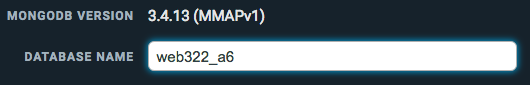 MONGODB VERSION 3.4.13 (MMAPv1)
DATABASE NAME web322_a6